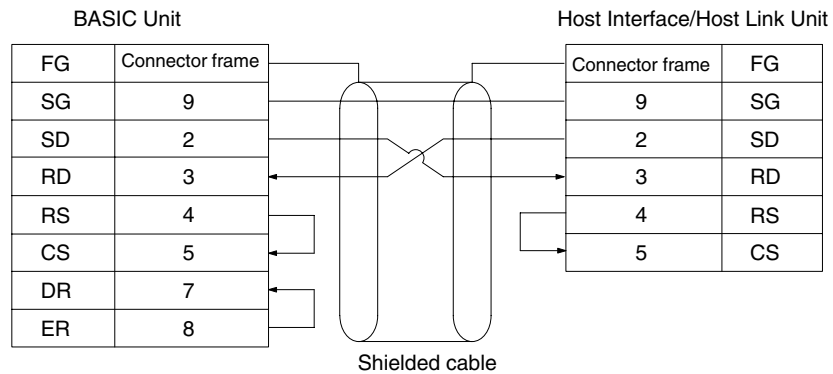 BASIC Unit
Host Interface/Host Link Unit
FG Connector frame
SG 9
SD 2
RD 3
RS 4
CS 5
DR 7
ER 8
Connector frame FG
9 SG
2 SD
3 RD
4 RS
5 CS
Shielded cable